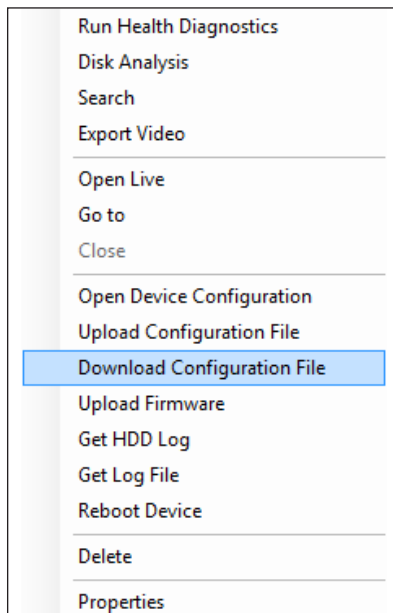 Run Health Diagnostics
Disk Analysis
Search
Export Video
Open Live
Go to
Close
Open Device Configuration
Upload Configuration File
Download Configuration File
Upload Firmware
Get HDD Log
Get Log File
Reboot Device
Delete
Properties